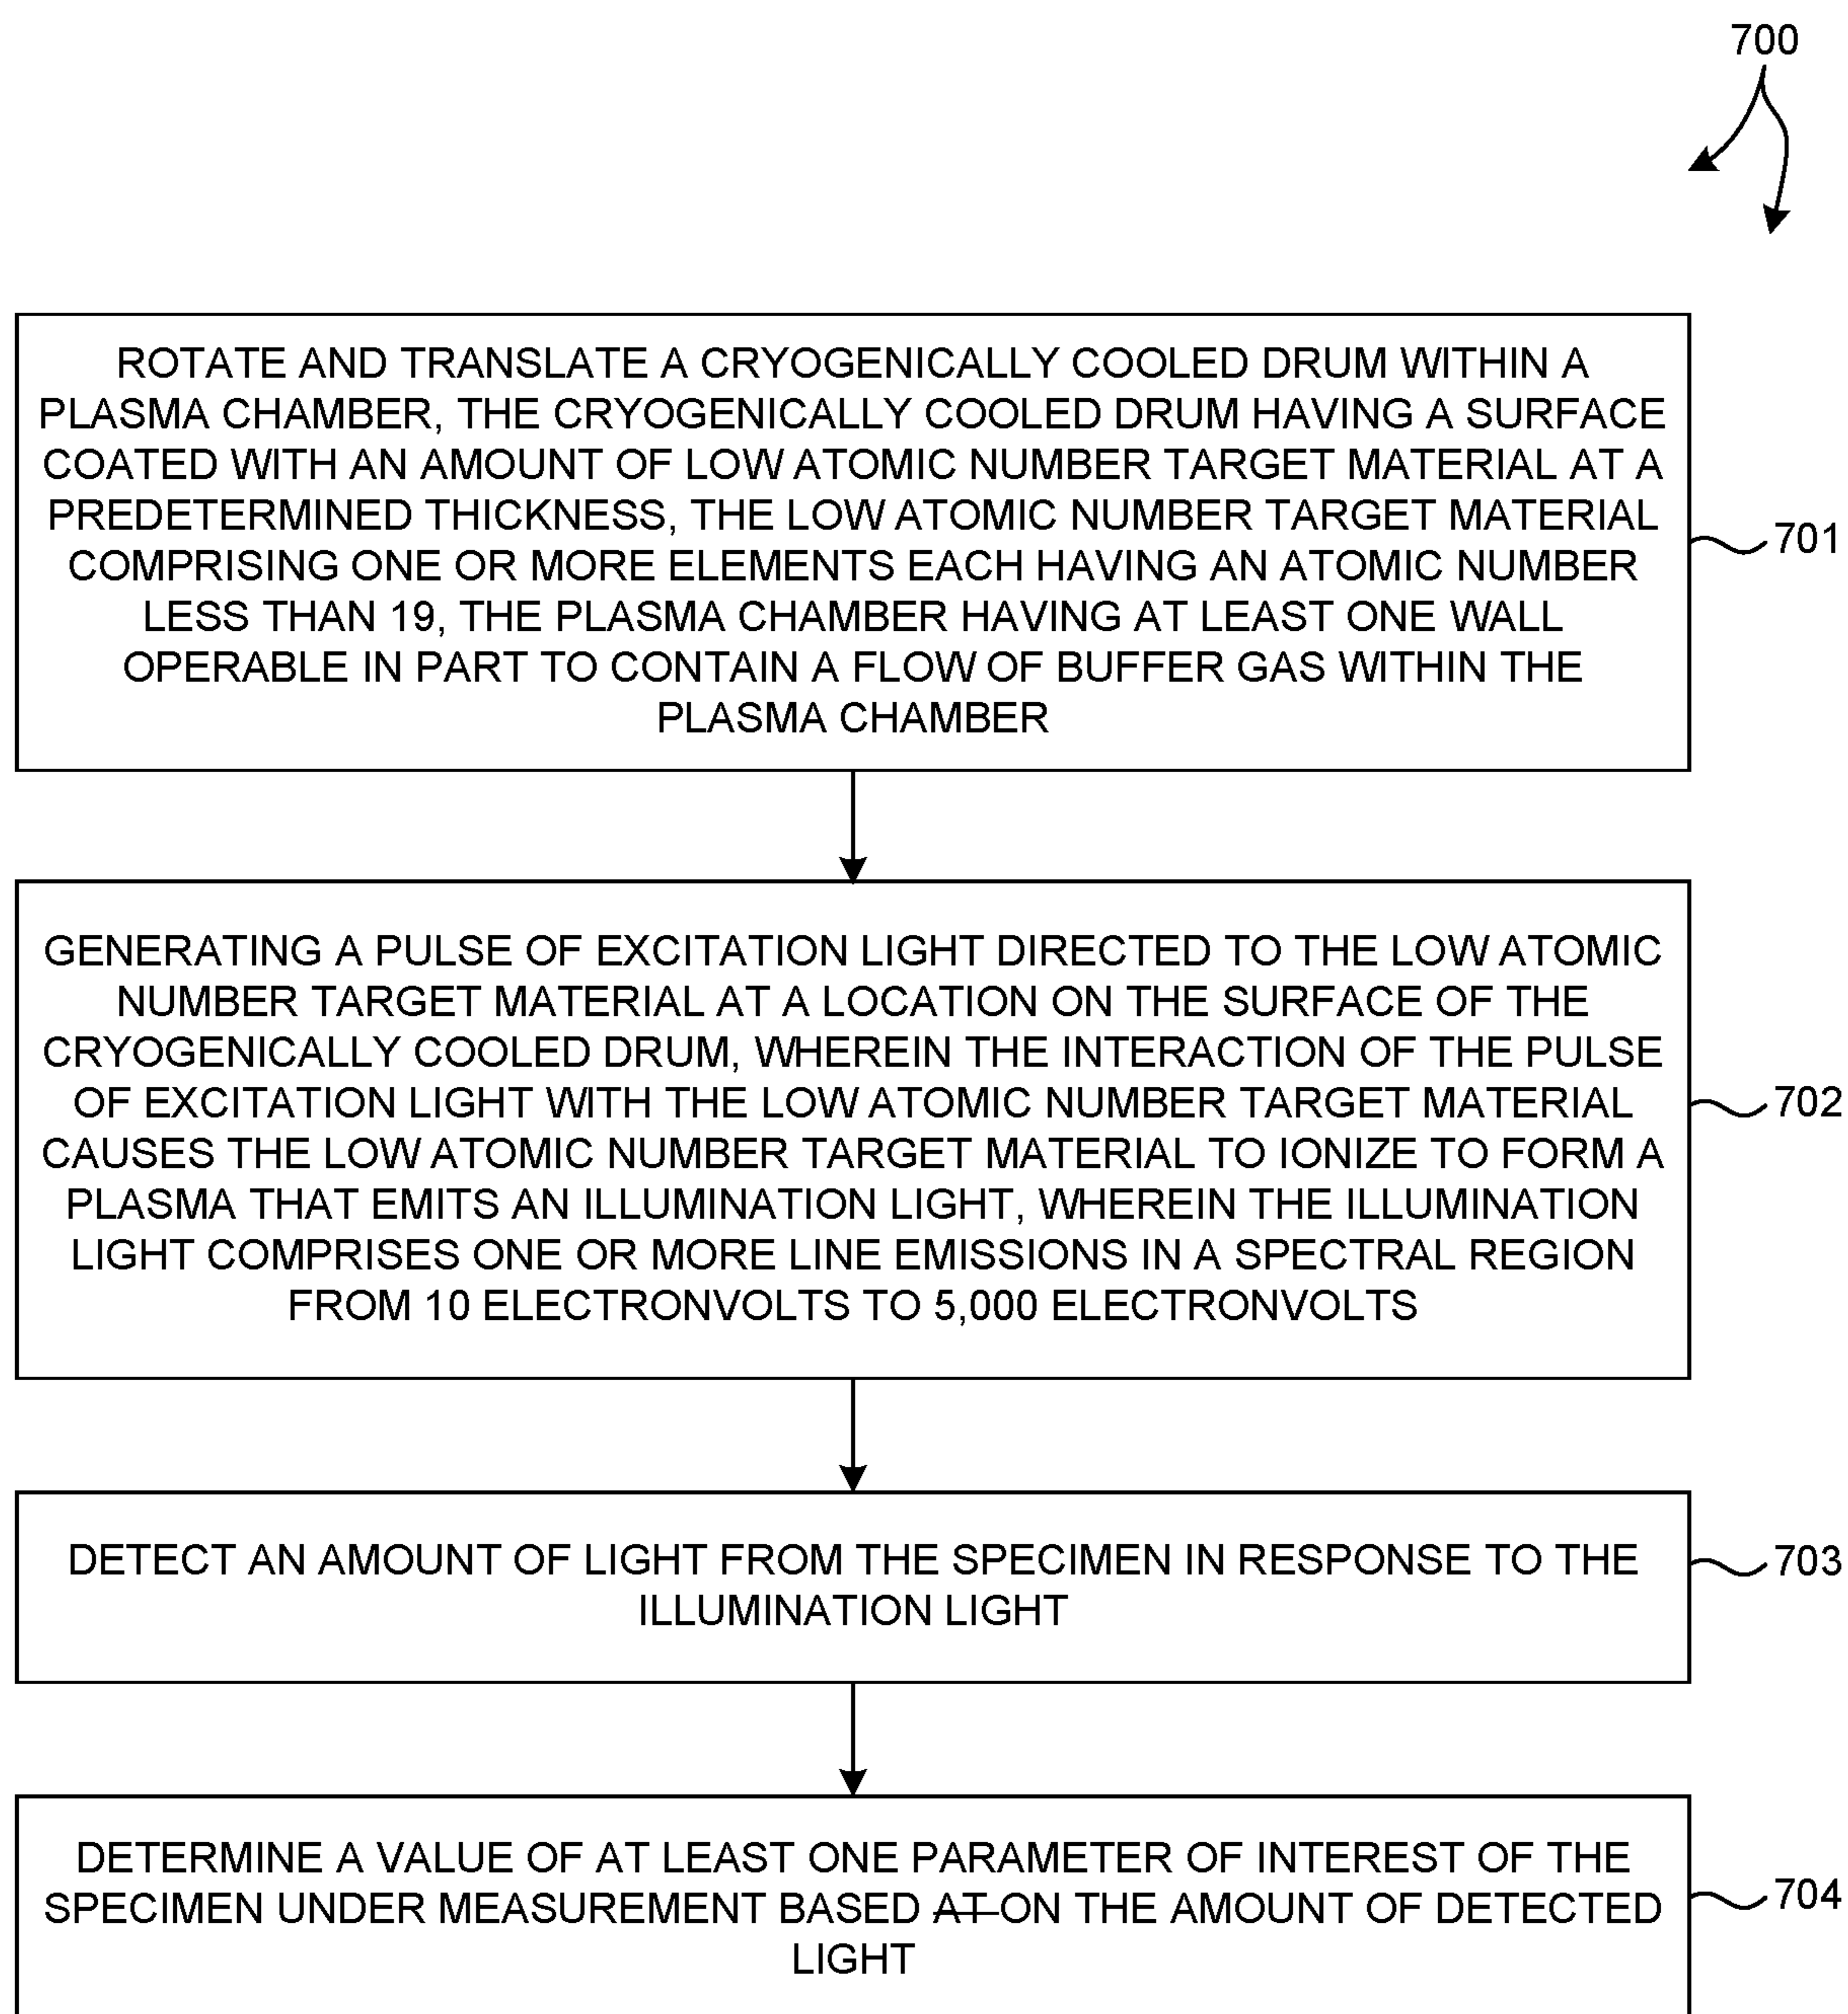 700
ROTATE AND TRANSLATE A CRYOGENICALLY COOLED DRUM WITHIN A
PLASMA CHAMBER, THE CRYOGENICALLY COOLED DRUM HAVING A SURFACE
COATED WITH AN AMOUNT OF LOW ATOMIC NUMBER TARGET MATERIAL AT A
PREDETERMINED THICKNESS, THE LOW ATOMIC NUMBER TARGET MATERIAL
COMPRISING ONE OR MORE ELEMENTS EACH HAVING AN ATOMIC NUMBER
LESS THAN 19, THE PLASMA CHAMBER HAVING AT LEAST ONE WALL
OPERABLE IN PART TO CONTAIN A FLOW OF BUFFER GAS WITHIN THE
PLASMA CHAMBER
701
GENERATING A PULSE OF EXCITATION LIGHT DIRECTED TO THE LOW ATOMIC
NUMBER TARGET MATERIAL AT A LOCATION ON THE SURFACE OF THE
CRYOGENICALLY COOLED DRUM, WHEREIN THE INTERACTION OF THE PULSE
OF EXCITATION LIGHT WITH THE LOW ATOMIC NUMBER TARGET MATERIAL
CAUSES THE LOW ATOMIC NUMBER TARGET MATERIAL TO IONIZE TO FORM A
PLASMA THAT EMITS AN ILLUMINATION LIGHT, WHEREIN THE ILLUMINATION
LIGHT COMPRISES ONE OR MORE LINE EMISSIONS IN A SPECTRAL REGION
FROM 10 ELECTRONVOLTS TO 5,000 ELECTRONVOLTS
702
DETECT AN AMOUNT OF LIGHT FROM THE SPECIMEN IN RESPONSE TO THE
ILLUMINATION LIGHT
703
DETERMINE A VALUE OF AT LEAST ONE PARAMETER OF INTEREST OF THE
SPECIMEN UNDER MEASUREMENT BASED AT ON THE AMOUNT OF DETECTED
LIGHT
704